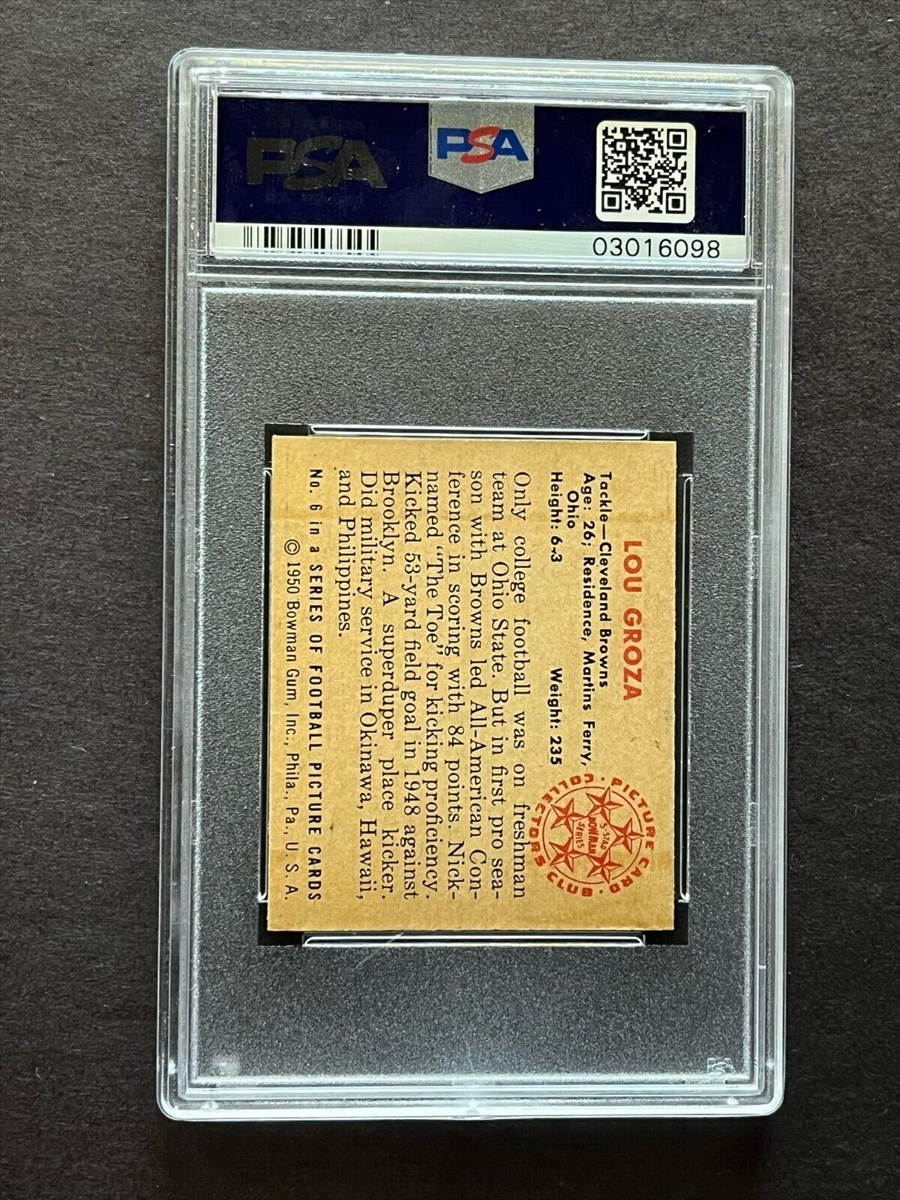 PSA
PSA
03016098
LOU GROZA
Tackle—Cleveland Browns
Age: 26; Residence, Martins Ferry,
Ohio
Height: 6-3 Weight: 235
PICTURE CARD COLLECTORS CLUB
5-STAR
BOWMAN
SERIES
Only college football was on freshman
team at Ohio State. But in first pro sea-
son with Browns led All-American Con-
ference in scoring with 84 points. Nick-
named "The Toe" for kicking proficiency.
Kicked 53-yard field goal in 1948 against
Brooklyn. A superduper place kicker.
Did military service in Okinawa, Hawaii,
and Philippines.
No. 6 in a SERIES OF FOOTBALL PICTURE CARDS
© 1950 Bowman Gum, Inc., Phila., Pa., U. S. A.